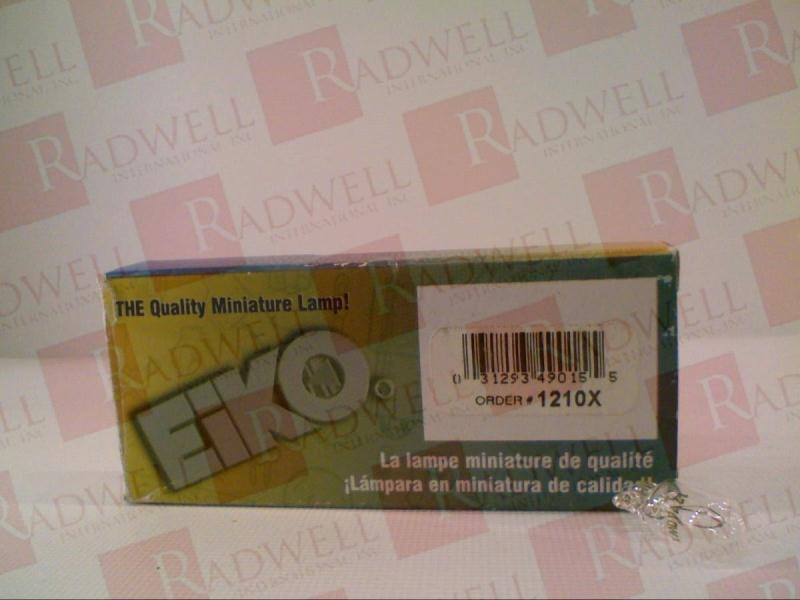 THE Quality Miniature Lamp!
EIKO
0 31293 49015 5
ORDER # 1210X
La lampe miniature de qualité
¡Lámpara en miniatura de calidad!
RADWELL
INTERNATIONAL INC